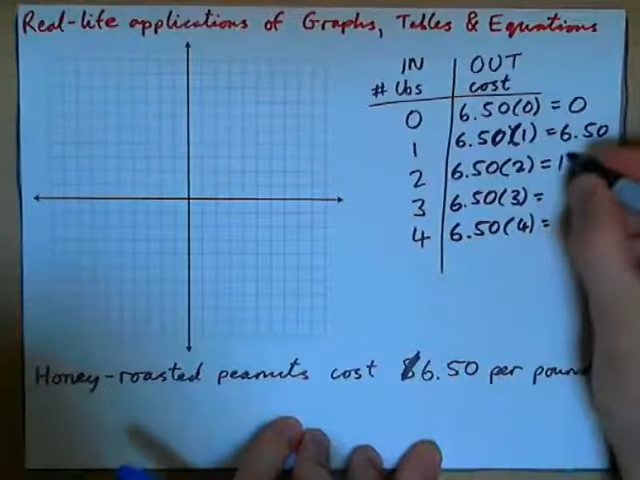 Real-life applications of Graphs, Tables & Equations
IN OUT
# lbs cost
0 6.50(0) = 0
1 6.50(1) = 6.50
2 6.50(2) = 1
3 6.50(3) =
4 6.50(4) =
Honey-roasted peanuts cost $6.50 per poun